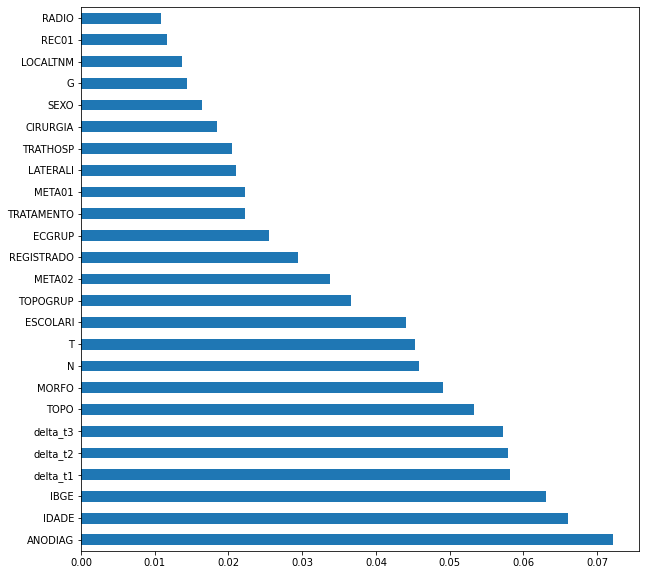 RADIO
REC01
LOCALTNM
G
SEXO
CIRURGIA
TRATHOSP
LATERALI
META01
TRATAMENTO
ECGRUP
REGISTRADO
META02
TOPOGRUP
ESCOLARI
T
N
MORFO
TOPO
delta_t3
delta_t2
delta_t1
IBGE
IDADE
ANODIAG
0.00 0.01 0.02 0.03 0.04 0.05 0.06 0.07